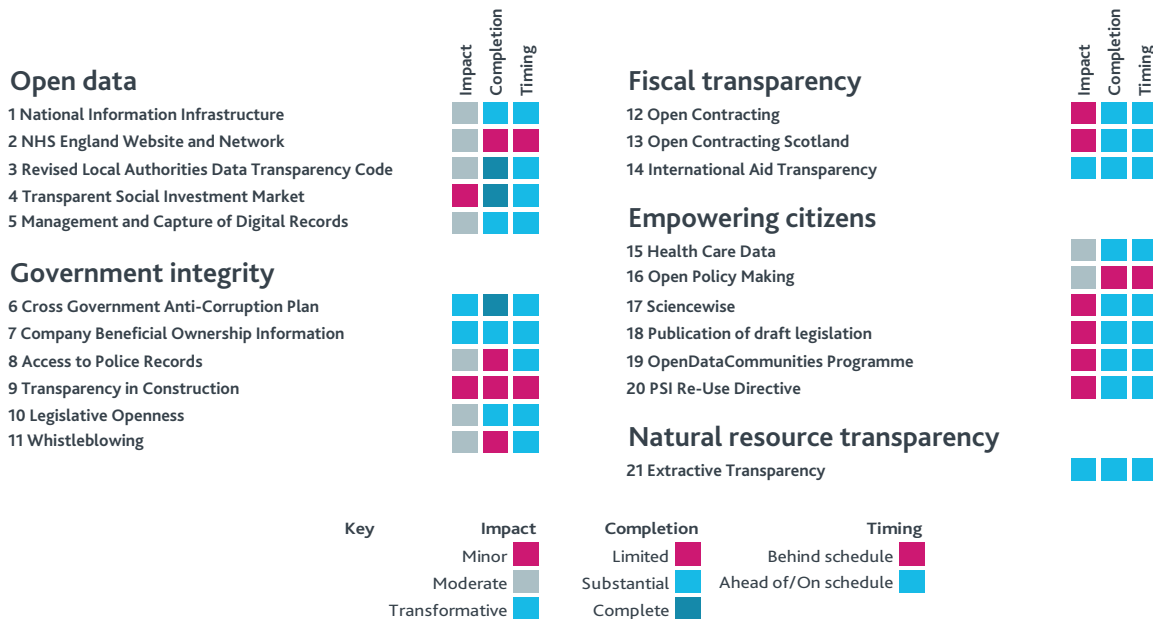 Impact
Completion
Timing
Open data
1 National Information Infrastructure
2 NHS England Website and Network
3 Revised Local Authorities Data Transparency Code
4 Transparent Social Investment Market
5 Management and Capture of Digital Records
Government integrity
6 Cross Government Anti-Corruption Plan
7 Company Beneficial Ownership Information
8 Access to Police Records
9 Transparency in Construction
10 Legislative Openness
11 Whistleblowing
Impact
Completion
Timing
Fiscal transparency
12 Open Contracting
13 Open Contracting Scotland
14 International Aid Transparency
Empowering citizens
15 Health Care Data
16 Open Policy Making
17 Sciencewise
18 Publication of draft legislation
19 OpenDataCommunities Programme
20 PSI Re-Use Directive
Natural resource transparency
21 Extractive Transparency
Key
Impact
Minor
Moderate
Transformative
Completion
Limited
Substantial
Complete
Timing
Behind schedule
Ahead of/On schedule